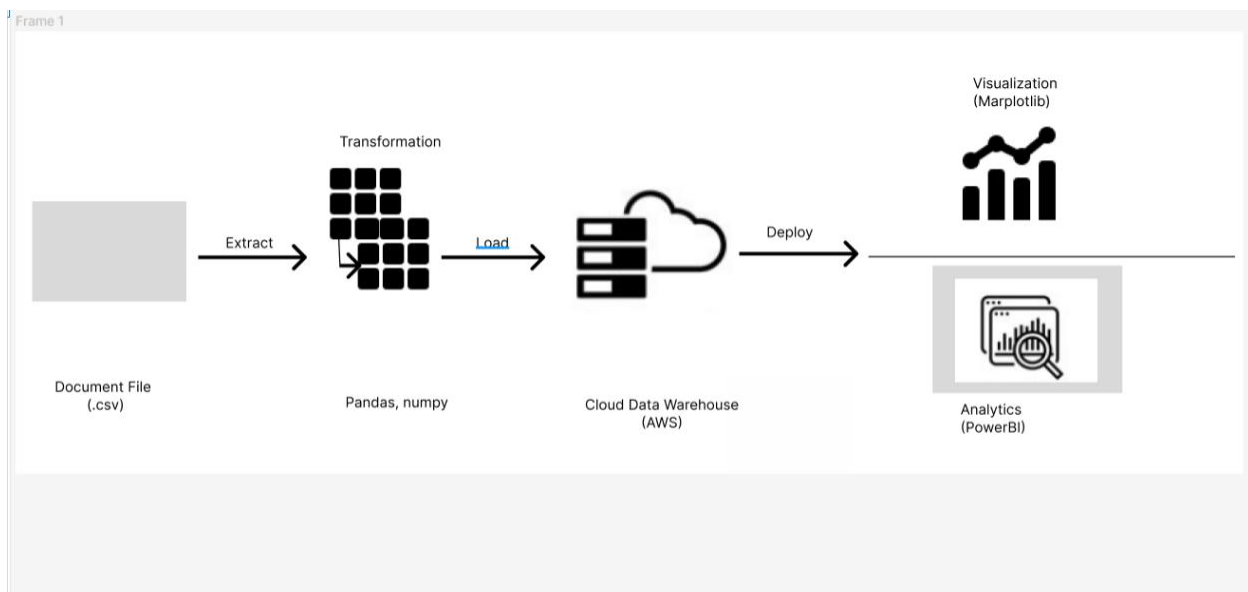 Frame 1
Visualization
(Marplotlib)
Transformation
Extract
Load
Deploy
Document File
(.csv)
Pandas, numpy
Cloud Data Warehouse
(AWS)
Analytics
(PowerBI)